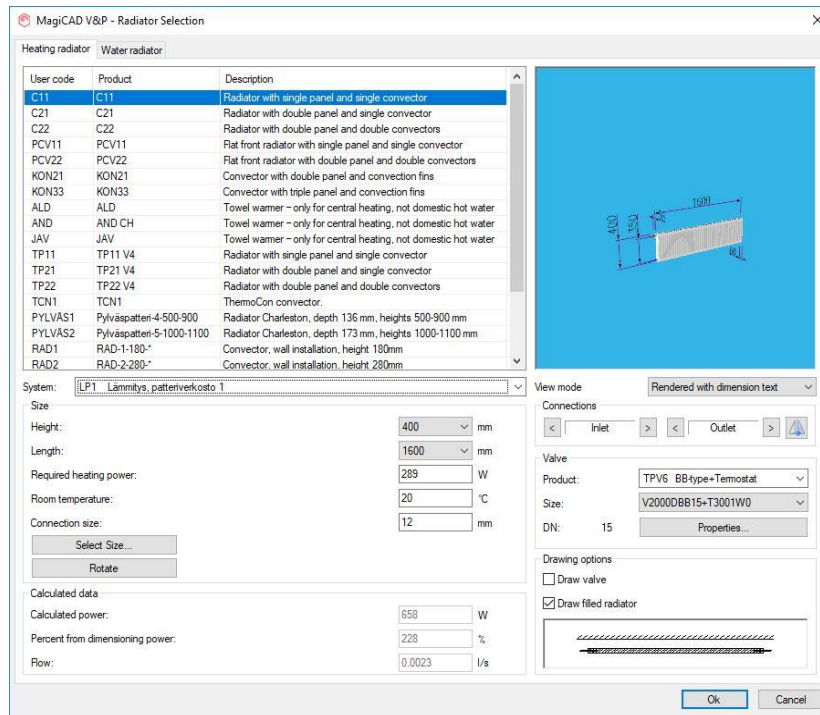 MagiCAD V&P - Radiator Selection
Heating radiator Water radiator
User code Product Description
C11 C11 Radiator with single panel and single convector
C21 C21 Radiator with double panel and single convector
C22 C22 Radiator with double panel and double convectors
PCV11 PCV11 Flat front radiator with single panel and single convector
PCV22 PCV22 Flat front radiator with double panel and double convectors
KON21 KON21 Convector with double panel and convection fins
KON33 KON33 Convector with triple panel and convection fins
ALD ALD Towel warmer – only for central heating, not domestic hot water
AND AND CH Towel warmer – only for central heating, not domestic hot water
JAV JAV Towel warmer – only for central heating, not domestic hot water
TP11 TP11 V4 Radiator with single panel and single convector
TP21 TP21 V4 Radiator with double panel and single convector
TP22 TP22 V4 Radiator with double panel and double convectors
TCN1 TCN1 ThermoCon convector.
PYLVÄS1 Pylväspatteri-4-500-900 Radiator Charleston, depth 136 mm, heights 500-900 mm
PYLVÄS2 Pylväspatteri-5-1000-1100 Radiator Charleston, depth 173 mm, heights 1000-1100 mm
RAD1 RAD-1-180-* Convector, wall installation, height 180mm
RAD2 RAD-2-280-* Convector, wall installation, height 280mm
1600
400
350
System: LP1 Lämmitys, patteriverkosto 1
View mode Rendered with dimension text
Size
Height: 400 mm
Length: 1600 mm
Required heating power: 289 W
Room temperature: 20 °C
Connection size: 12 mm
Select Size...
Rotate
Calculated data
Calculated power: 658 W
Percent from dimensioning power: 228 %
Flow: 0.0023 l/s
Connections
< Inlet > < Outlet >
Valve
Product: TPV6 BB-type+Termostat
Size: V2000DBB15+T3001W0
DN: 15 Properties...
Drawing options
Draw valve
Draw filled radiator
Ok Cancel